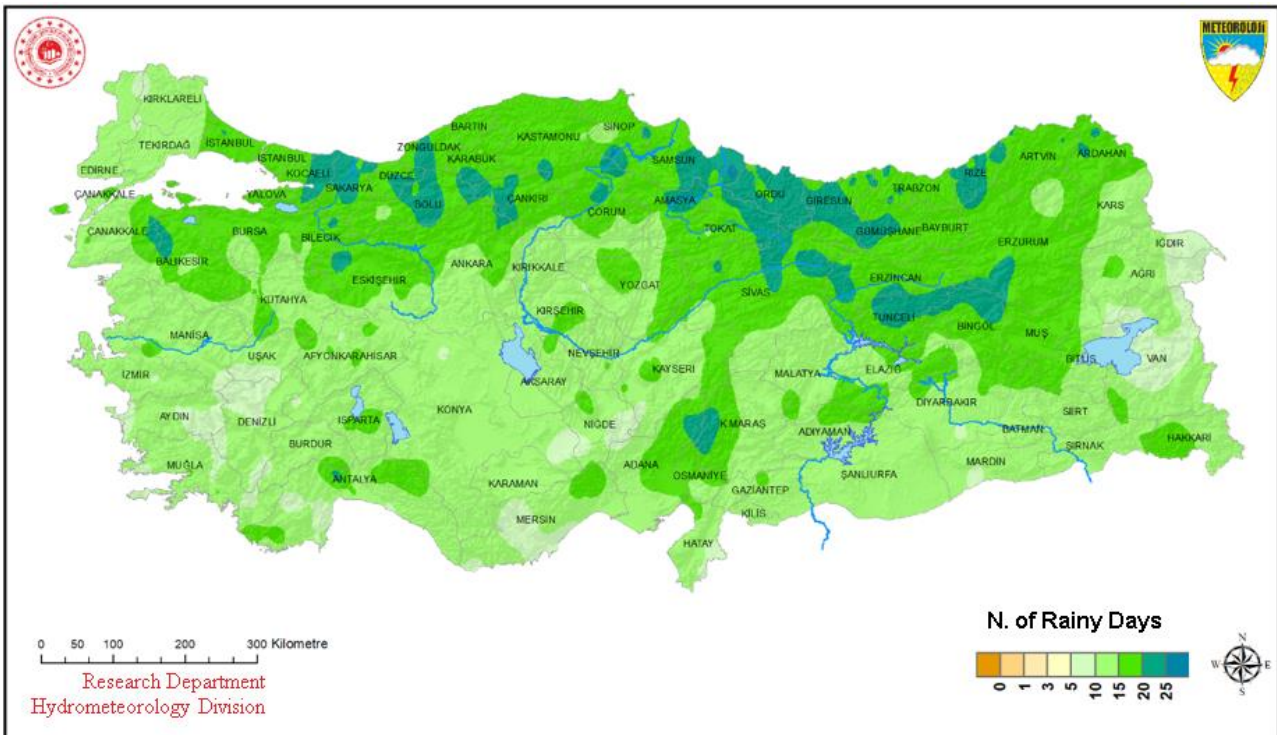 METEOROLOJİ
KIRKLARELİ
TEKİRDAĞ
EDİRNE
İSTANBUL
İSTANBUL
KOCAELİ
YALOVA
SAKARYA
DÜZCE
ZONGULDAK
BARTIN
KARABÜK
KASTAMONU
SİNOP
SAMSUN
BOLU
ÇANKIRI
ÇORUM
AMASYA
TOKAT
ORDU
GİRESUN
TRABZON
RİZE
ARTVİN
ARDAHAN
KARS
IĞDIR
AĞRI
ERZURUM
BAYBURT
GÜMÜŞHANE
ERZİNCAN
SİVAS
TUNCELİ
BİNGÖL
MUŞ
BİTLİS
VAN
ÇANAKKALE
ÇANAKKALE
BALIKESİR
BURSA
BİLECİK
ESKİŞEHİR
ANKARA
KIRIKKALE
YOZGAT
KIRŞEHİR
NEVŞEHİR
KAYSERİ
KÜTAHYA
MANİSA
UŞAK
AFYONKARAHİSAR
İZMİR
AYDIN
DENİZLİ
ISPARTA
BURDUR
KONYA
AKSARAY
NİĞDE
MUĞLA
ANTALYA
KARAMAN
MERSİN
ADANA
OSMANİYE
K.MARAŞ
MALATYA
ELAZIĞ
DİYARBAKIR
ADIYAMAN
GAZİANTEP
KİLİS
HATAY
ŞANLIURFA
MARDİN
BATMAN
SİİRT
ŞIRNAK
HAKKARİ
0 50 100 200 300 Kilometre
Research Department
Hydrometeorology Division
N. of Rainy Days
0 1 3 5 10 15 20 25
N
W E
S